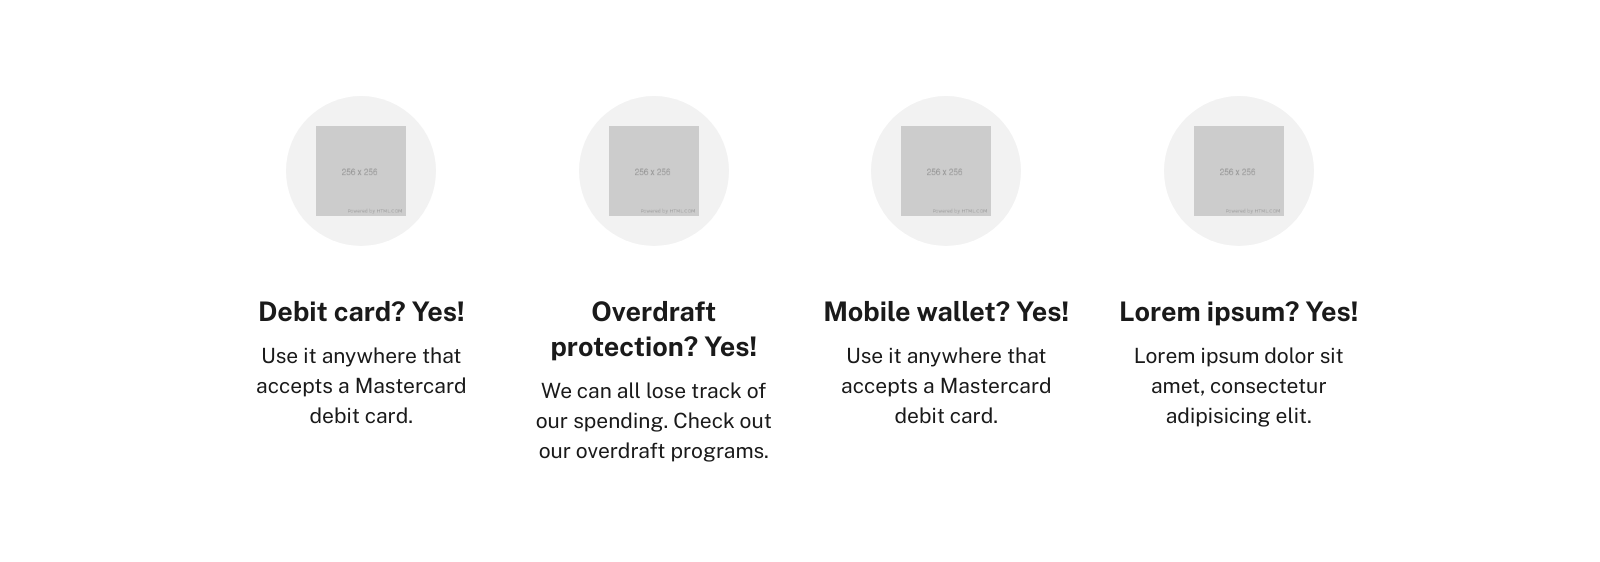 256 x 256
Powered by HTML.COM
256 x 256
Powered by HTML.COM
256 x 256
Powered by HTML.COM
256 x 256
Powered by HTML.COM
Debit card? Yes!
Use it anywhere that
accepts a Mastercard
debit card.
Overdraft
protection? Yes!
We can all lose track of
our spending. Check out
our overdraft programs.
Mobile wallet? Yes!
Use it anywhere that
accepts a Mastercard
debit card.
Lorem ipsum? Yes!
Lorem ipsum dolor sit
amet, consectetur
adipisicing elit.